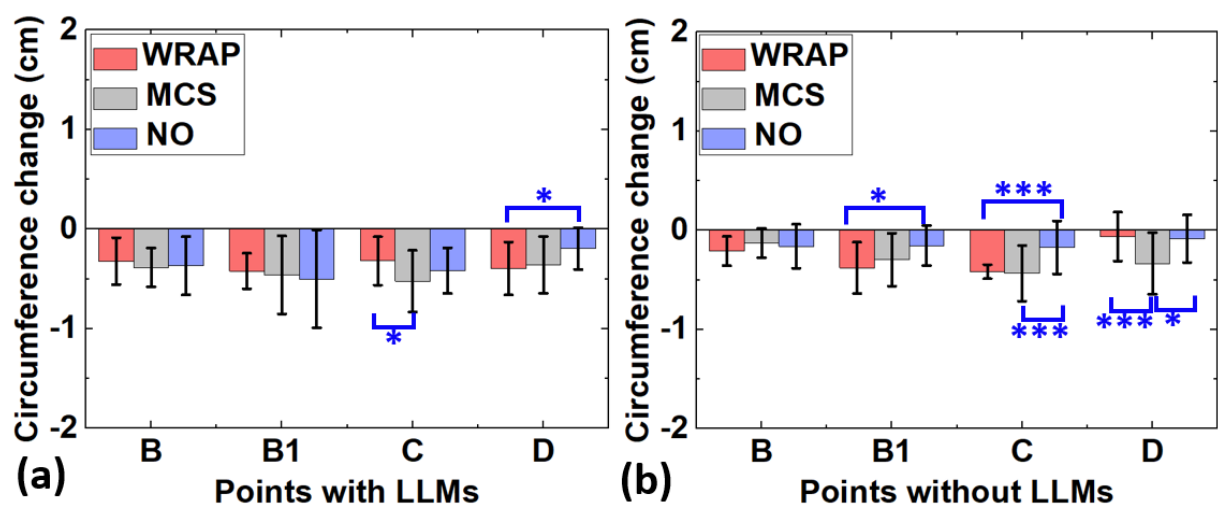 Circumference change (cm)
2
1
0
-1
-2
WRAP
MCS
NO
*
*
B B1 C D
Points with LLMs
(a)
Circumference change (cm)
2
1
0
-1
-2
WRAP
MCS
NO
*
***
***
***
*
B B1 C D
Points without LLMs
(b)